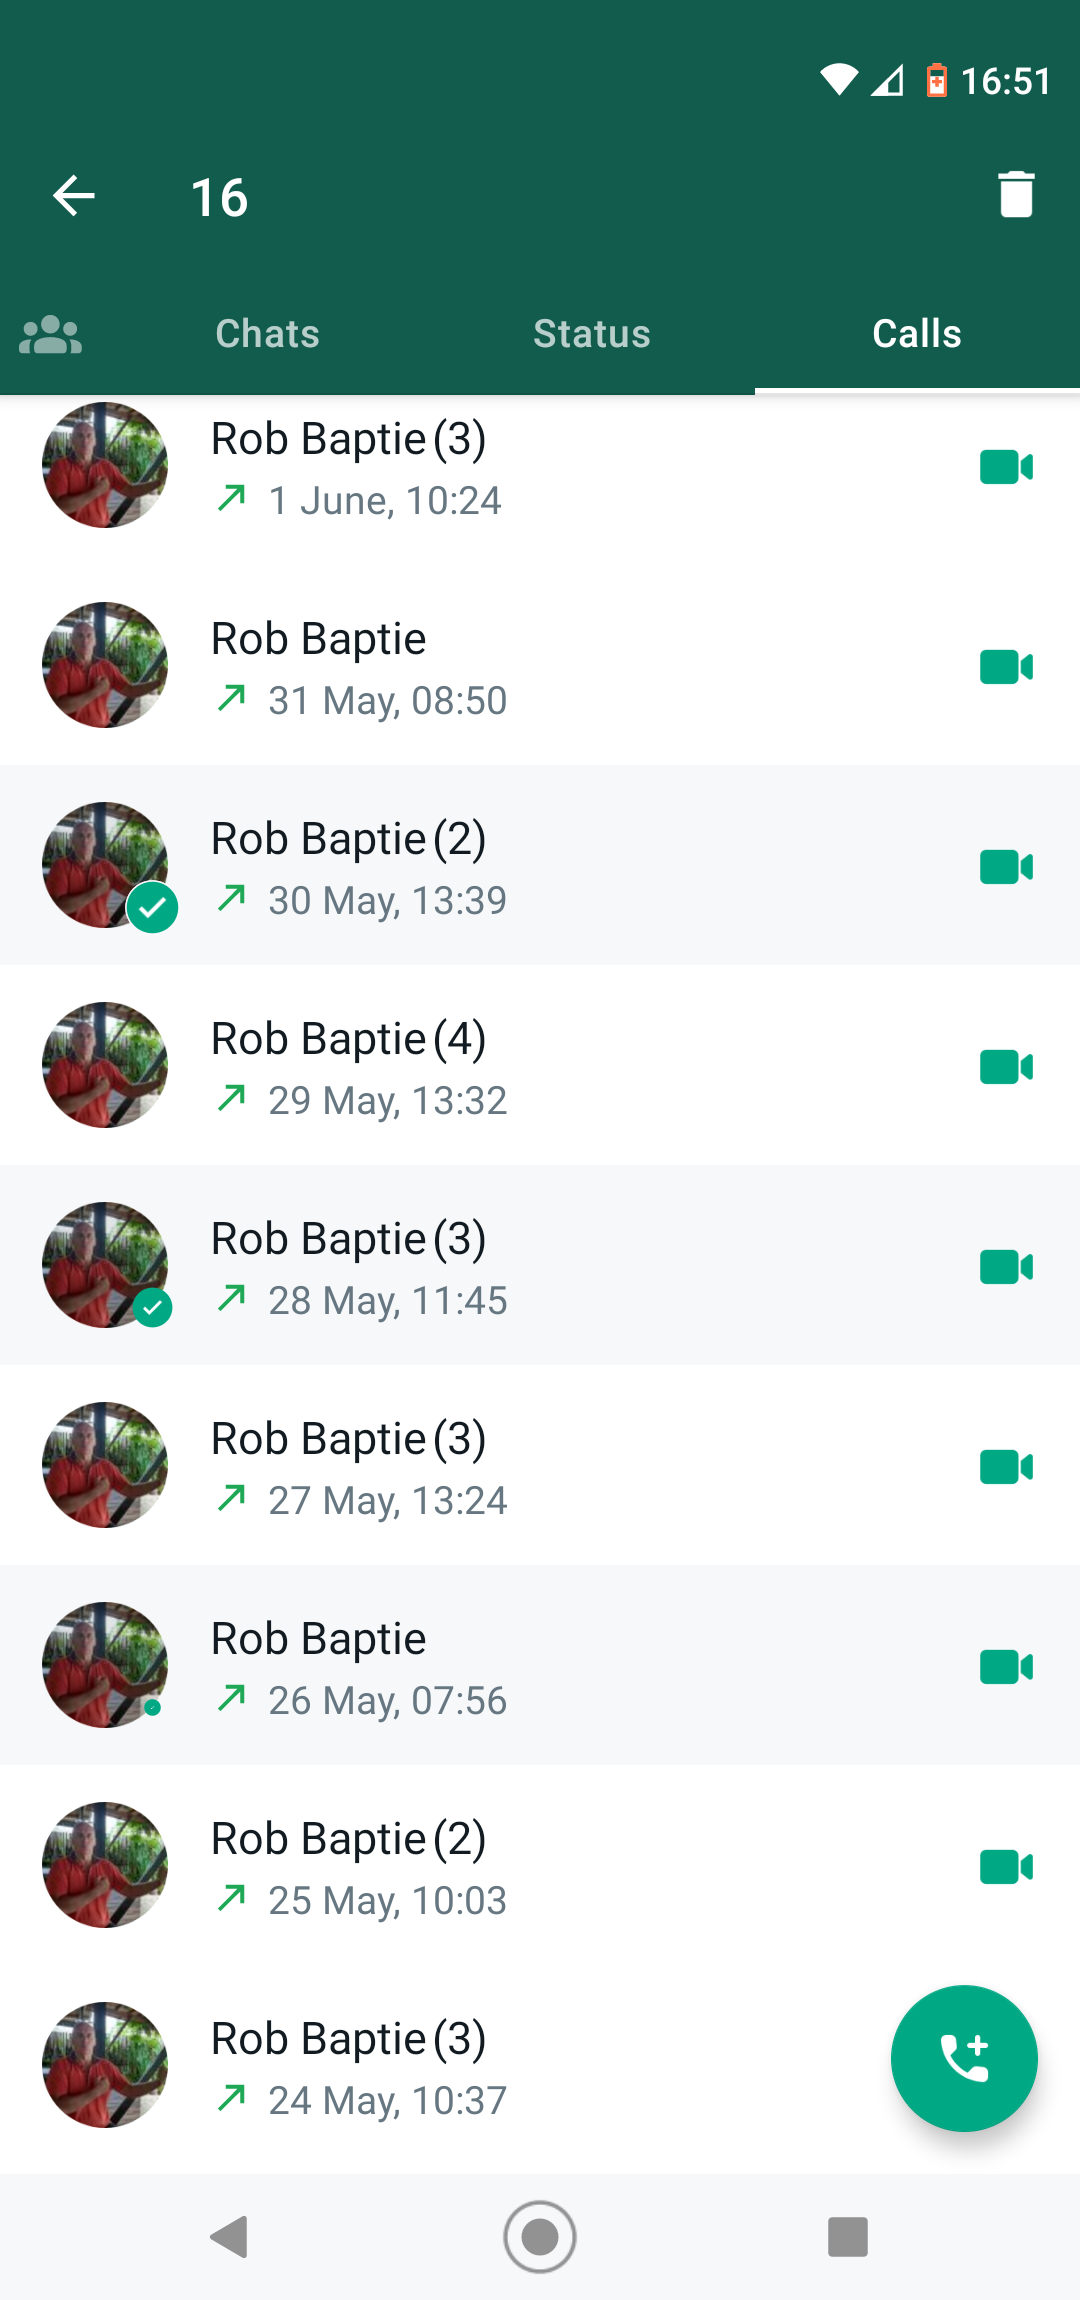 16:51
16
Chats Status Calls
Rob Baptie (3)
1 June, 10:24
Rob Baptie
31 May, 08:50
Rob Baptie (2)
30 May, 13:39
Rob Baptie (4)
29 May, 13:32
Rob Baptie (3)
28 May, 11:45
Rob Baptie (3)
27 May, 13:24
Rob Baptie
26 May, 07:56
Rob Baptie (2)
25 May, 10:03
Rob Baptie (3)
24 May, 10:37